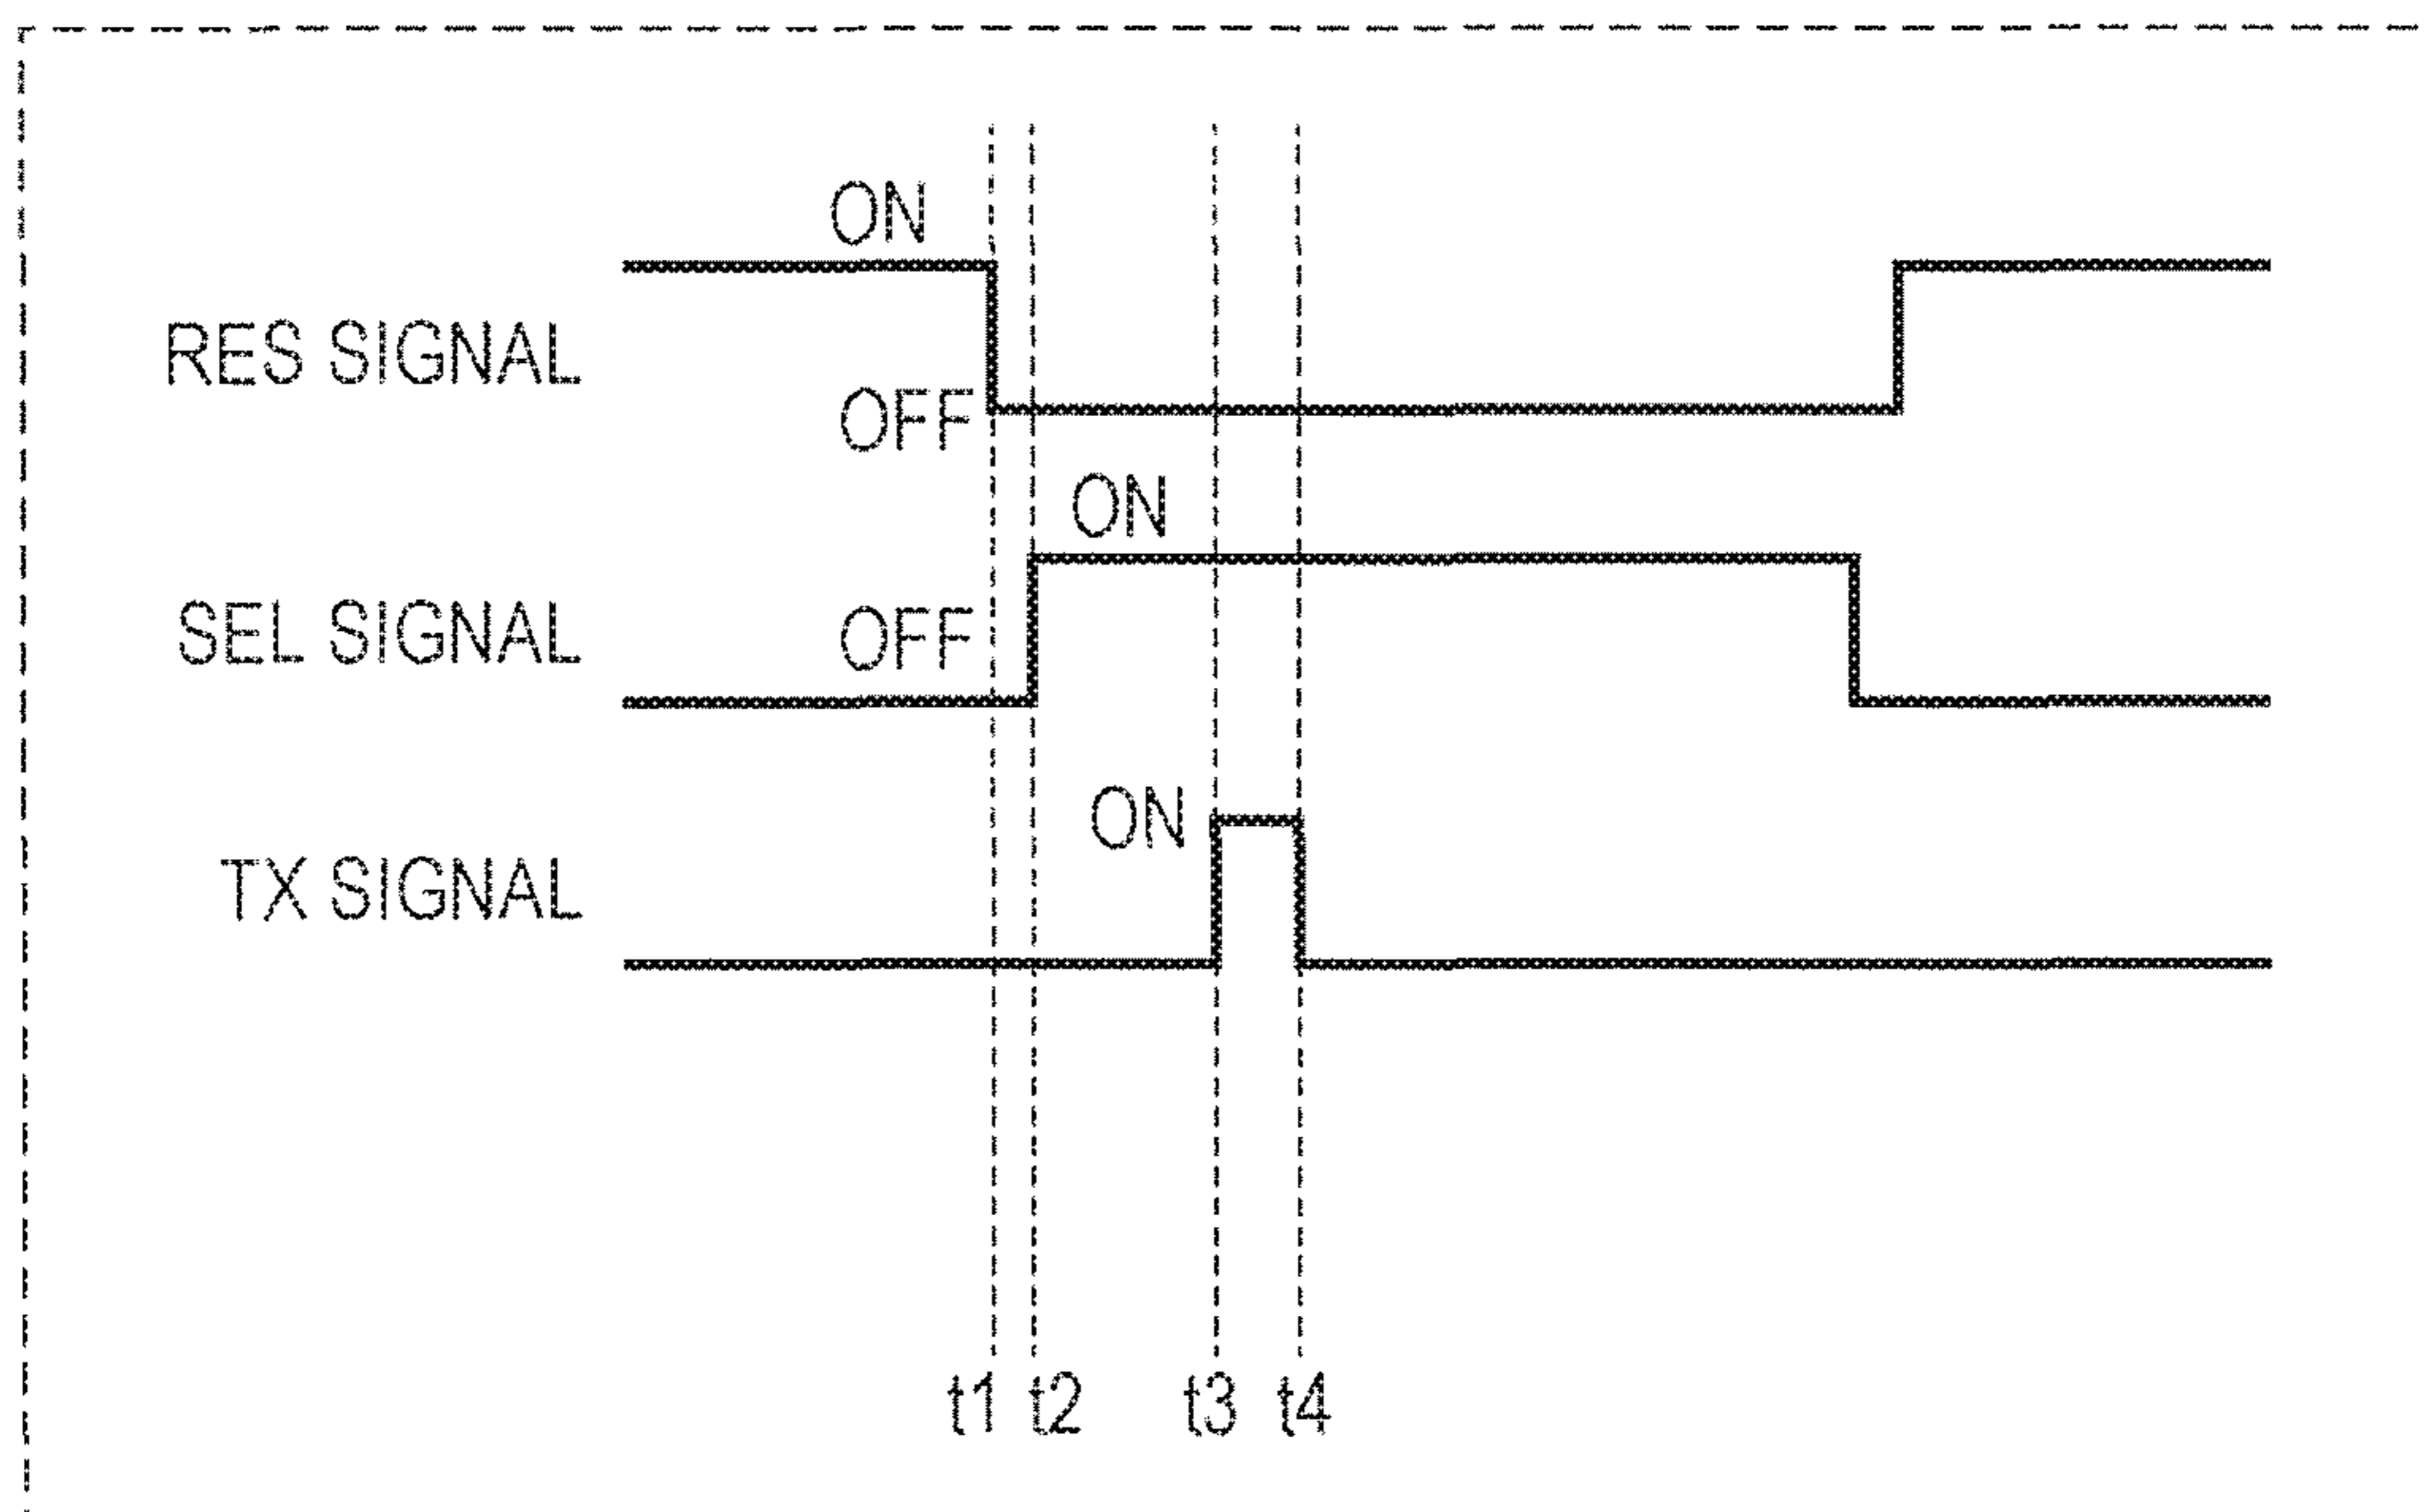 ON
RES SIGNAL
OFF
ON
SEL SIGNAL OFF
ON
TX SIGNAL
t1 t2 t3 t4